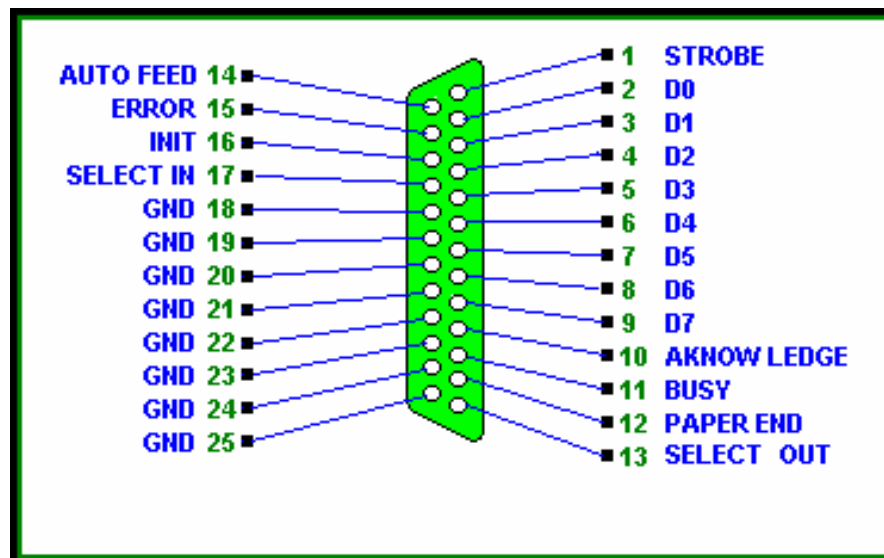 AUTO FEED 14
ERROR 15
INIT 16
SELECT IN 17
GND 18
GND 19
GND 20
GND 21
GND 22
GND 23
GND 24
GND 25
1 STROBE
2 D0
3 D1
4 D2
5 D3
6 D4
7 D5
8 D6
9 D7
10 AKNOW LEDGE
11 BUSY
12 PAPER END
13 SELECT OUT